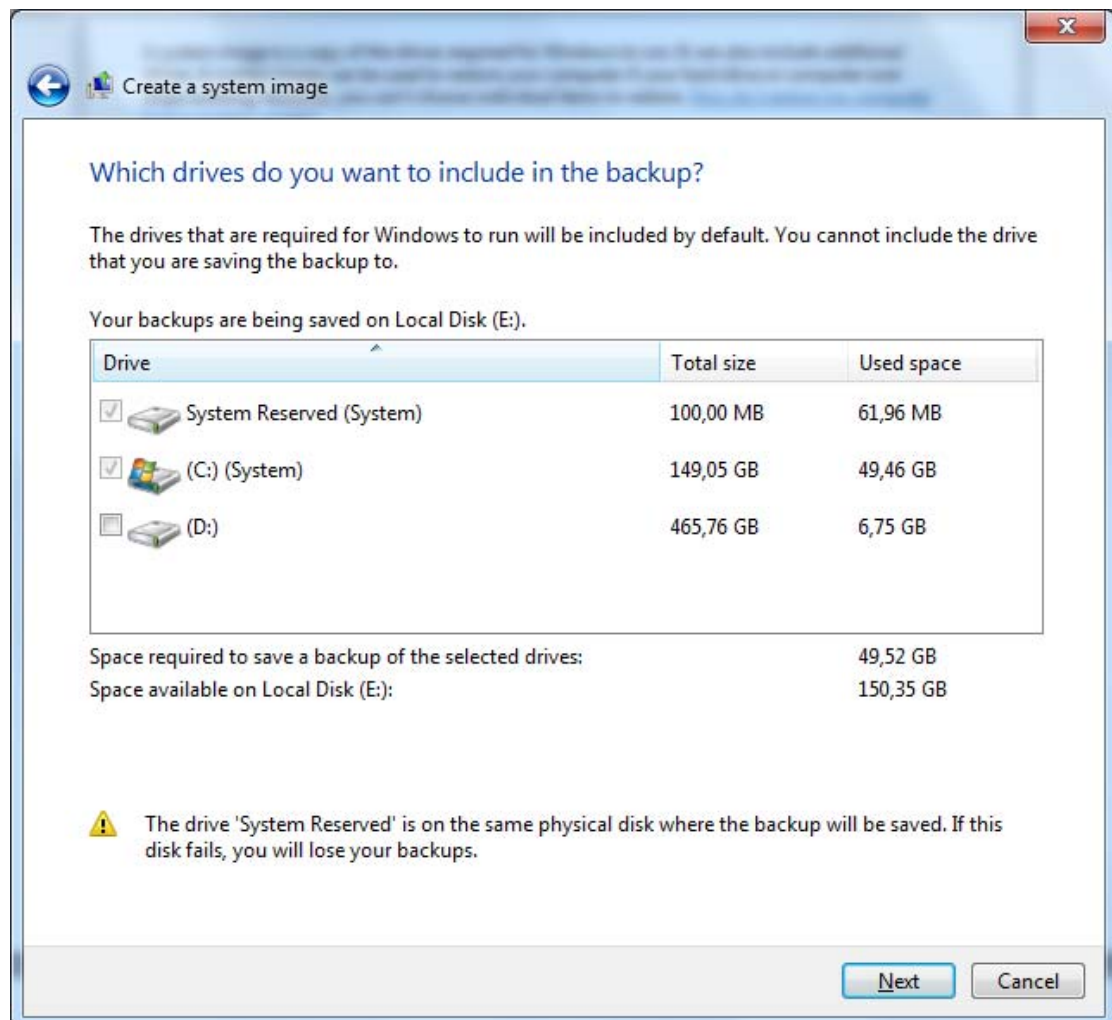 Create a system image
Which drives do you want to include in the backup?
The drives that are required for Windows to run will be included by default. You cannot include the drive
that you are saving the backup to.
Your backups are being saved on Local Disk (E:).
Drive Total size Used space
System Reserved (System) 100,00 MB 61,96 MB
(C:) (System) 149,05 GB 49,46 GB
(D:) 465,76 GB 6,75 GB
Space required to save a backup of the selected drives: 49,52 GB
Space available on Local Disk (E:): 150,35 GB
The drive 'System Reserved' is on the same physical disk where the backup will be saved. If this
disk fails, you will lose your backups.
Next Cancel